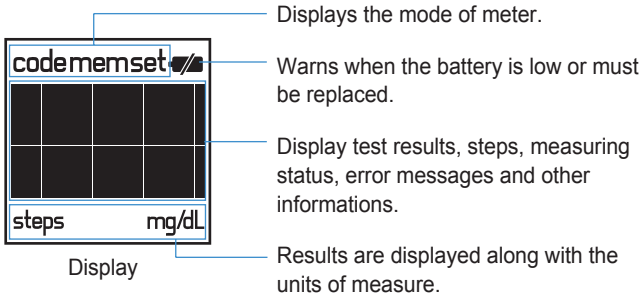 Displays the mode of meter.
code mem set
Warns when the battery is low or must
be replaced.
Display test results, steps, measuring
status, error messages and other
informations.
steps mg/dL
Display
Results are displayed along with the
units of measure.